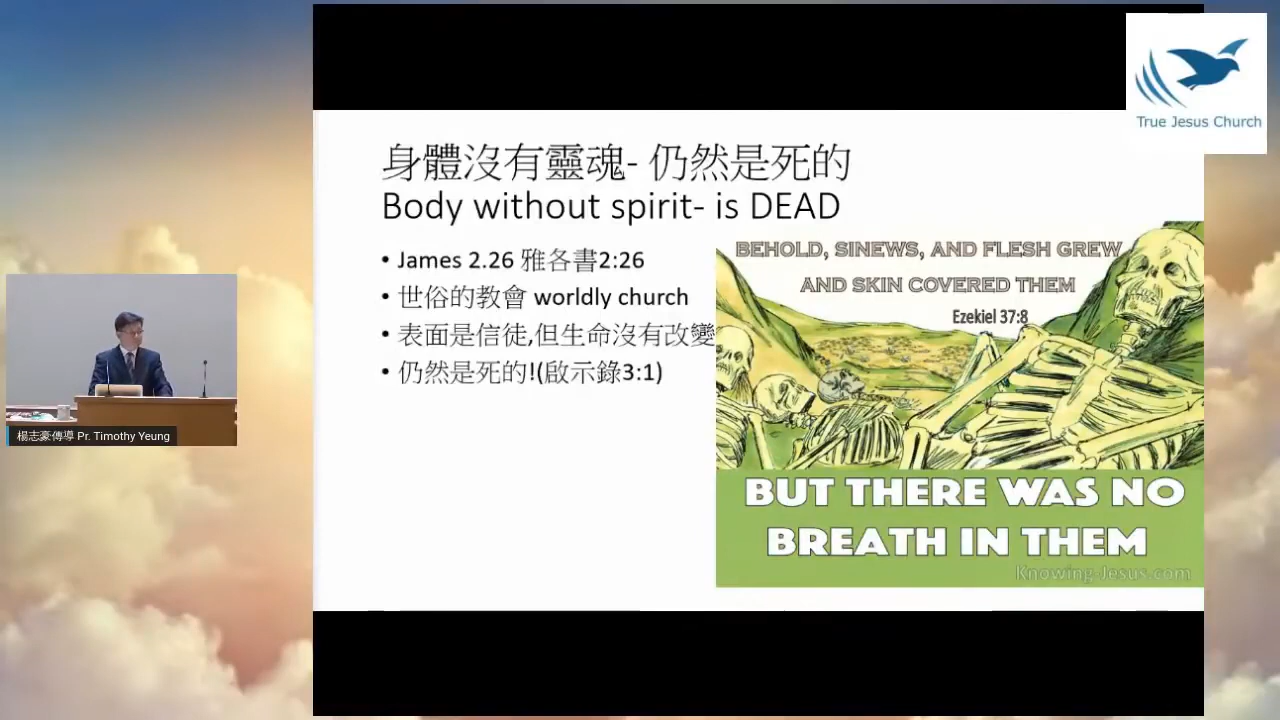 True Jesus Church
身體沒有靈魂- 仍然是死的
Body without spirit- is DEAD
• James 2.26 雅各書2:26
• 世俗的教會 worldly church
• 表面是信徒,但生命沒有改變
• 仍然是死的!(啟示錄3:1)
BEHOLD, SINEWS, AND FLESH GREW
AND SKIN COVERED THEM
Ezekiel 37:8
BUT THERE WAS NO
BREATH IN THEM
Knowing-Jesus.com
楊志豪傳導 Pr. Timothy Yeung